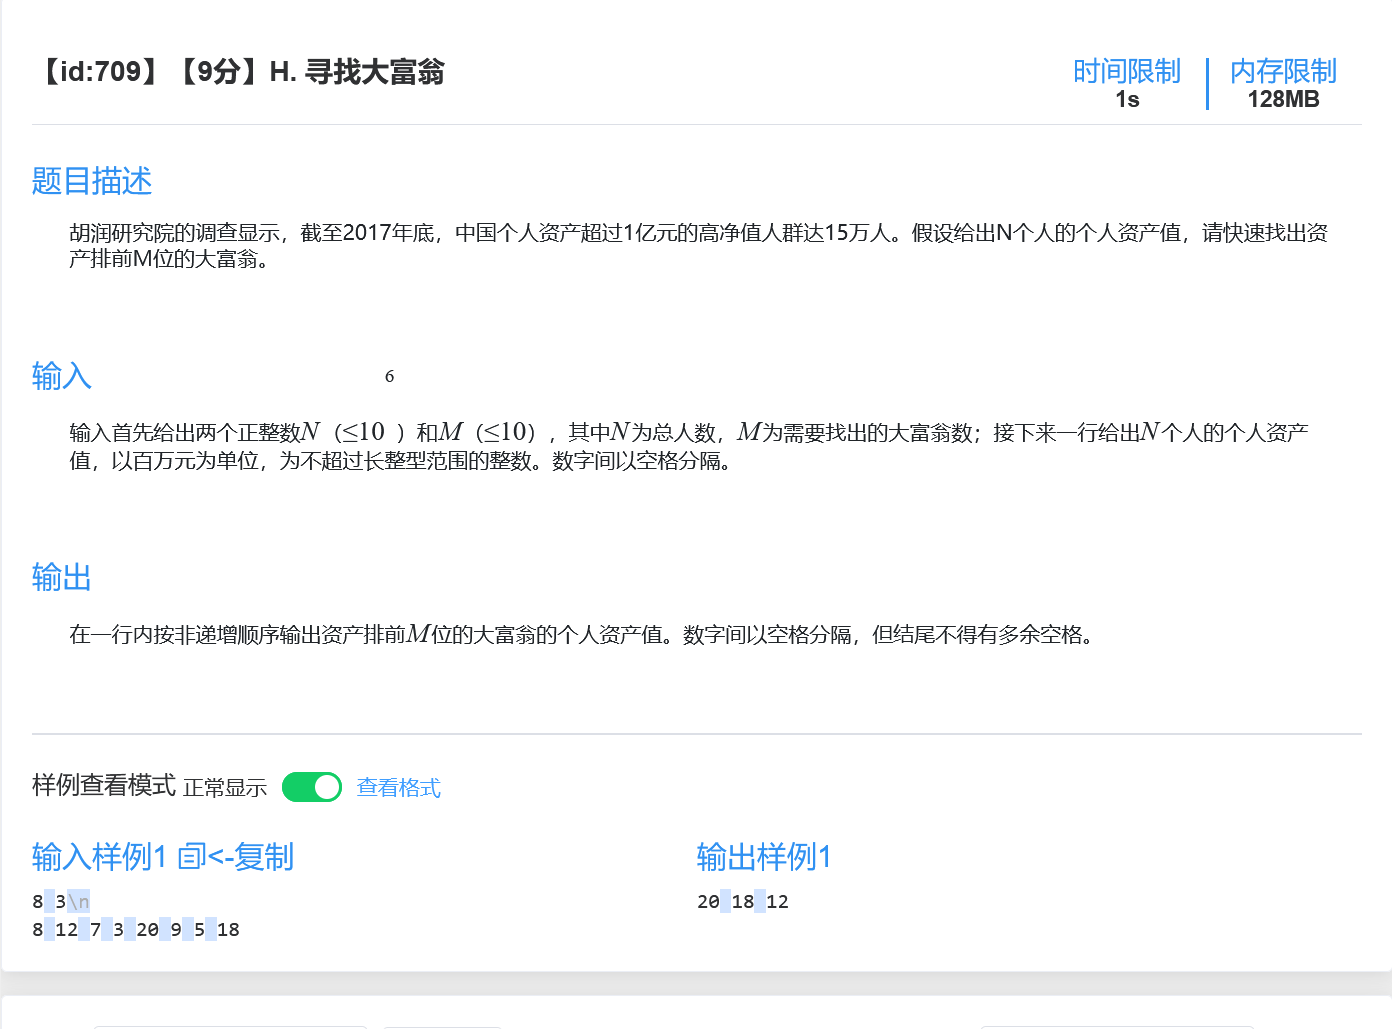 【id:709】【9分】H. 寻找大富翁
时间限制
1s
内存限制
128MB
题目描述
胡润研究院的调查显示，截至2017年底，中国个人资产超过1亿元的高净值人群达15万人。假设给出N个人的个人资产值，请快速找出资
产排前M位的大富翁。
输入
6
输入首先给出两个正整数N（≤10 ）和M（≤10），其中N为总人数，M为需要找出的大富翁数；接下来一行给出N个人的个人资产
值，以百万元为单位，为不超过长整型范围的整数。数字间以空格分隔。
输出
在一行内按非递增顺序输出资产排前M位的大富翁的个人资产值。数字间以空格分隔，但结尾不得有多余空格。
样例查看模式 正常显示 查看格式
输入样例1 <-复制
8 3\n
8 12 7 3 20 9 5 18
输出样例1
20 18 12